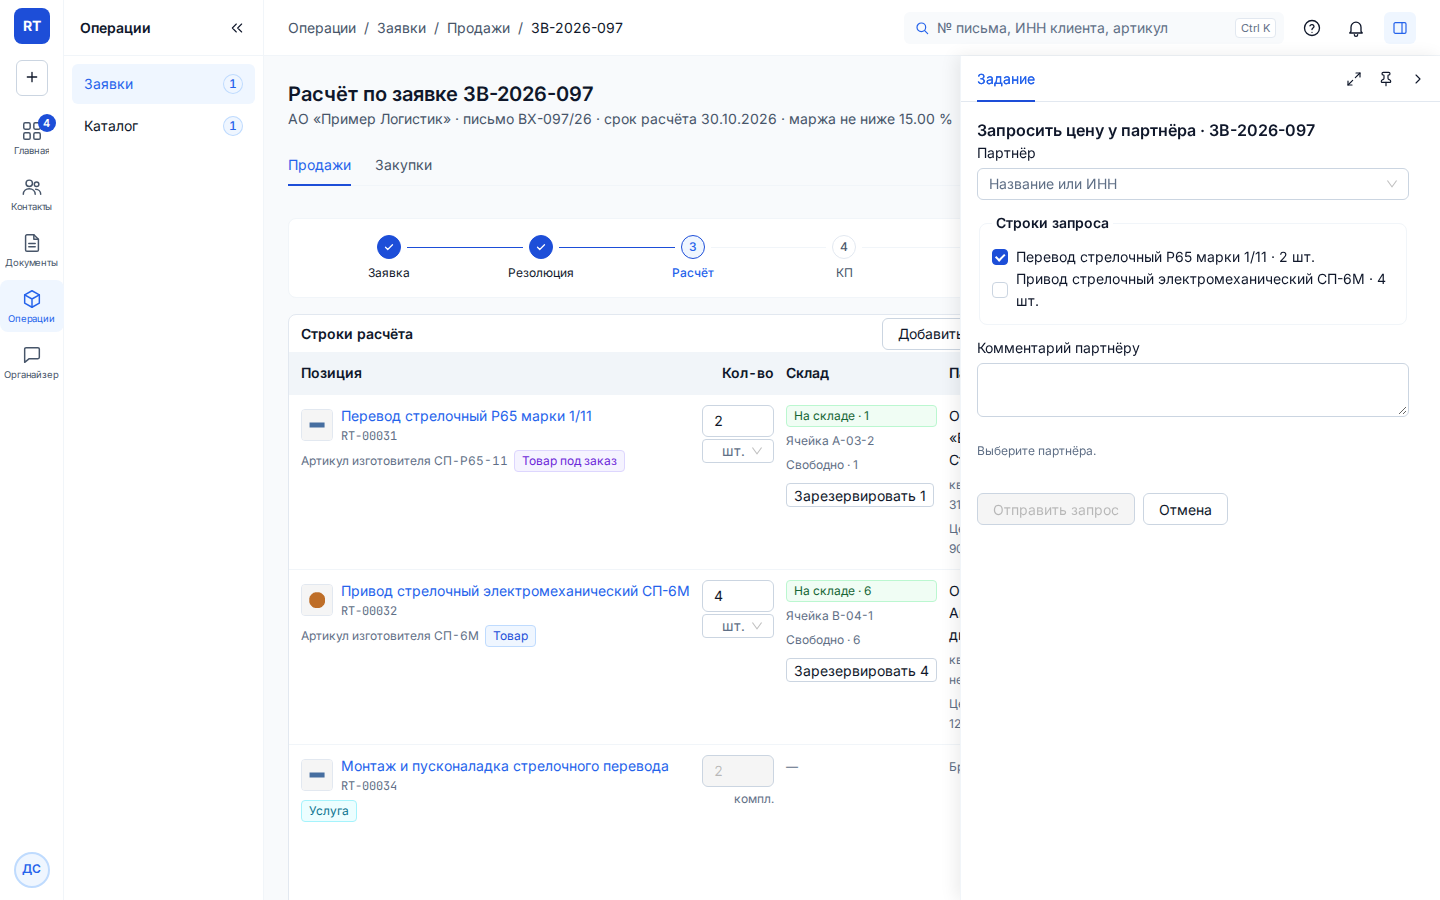 RT
Операции
Операции / Заявки / Продажи / ЗВ-2026-097
№ письма, ИНН клиента, артикул
Ctrl K
4
Главная
Контакты
Документы
Операции
Органайзер
ДС
Заявки 1
Каталог 1
Расчёт по заявке ЗВ-2026-097
АО «Пример Логистик» · письмо ВХ-097/26 · срок расчёта 30.10.2026 · маржа не ниже 15.00 %
Продажи
Закупки
3
4
Заявка
Резолюция
Расчёт
КП
Строки расчёта
Добавить
Позиция
Кол-во
Склад
Перевод стрелочный Р65 марки 1/11
RT-00031
Артикул изготовителя СП-Р65-11
Товар под заказ
2
шт.
На складе · 1
Ячейка А-03-2
Свободно · 1
Зарезервировать 1
Привод стрелочный электромеханический СП-6М
RT-00032
Артикул изготовителя СП-6М
Товар
4
шт.
На складе · 6
Ячейка В-04-1
Свободно · 6
Зарезервировать 4
Монтаж и пусконаладка стрелочного перевода
RT-00034
Услуга
2
компл.
—
Задание
Запросить цену у партнёра · ЗВ-2026-097
Партнёр
Название или ИНН
Строки запроса
Перевод стрелочный Р65 марки 1/11 · 2 шт.
Привод стрелочный электромеханический СП-6М · 4
шт.
Комментарий партнёру
Выберите партнёра.
Отправить запрос
Отмена